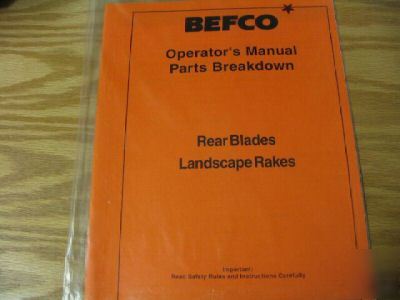 BEFCO
Operator's Manual
Parts Breakdown
Rear Blades
Landscape Rakes
Important:
Read Safety Rules and Instructions Carefully